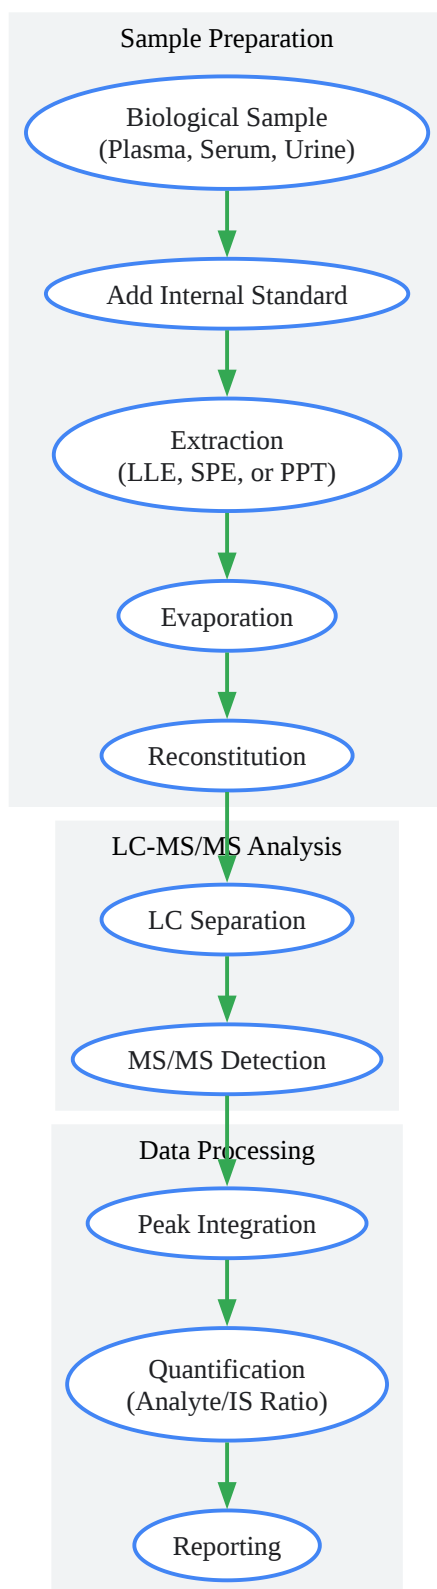 Sample Preparation
Biological Sample
(Plasma, Serum, Urine)
Add Internal Standard
Extraction
(LLE, SPE, or PPT)
Evaporation
Reconstitution
LC-MS/MS Analysis
LC Separation
MS/MS Detection
Data Processing
Peak Integration
Quantification
(Analyte/IS Ratio)
Reporting